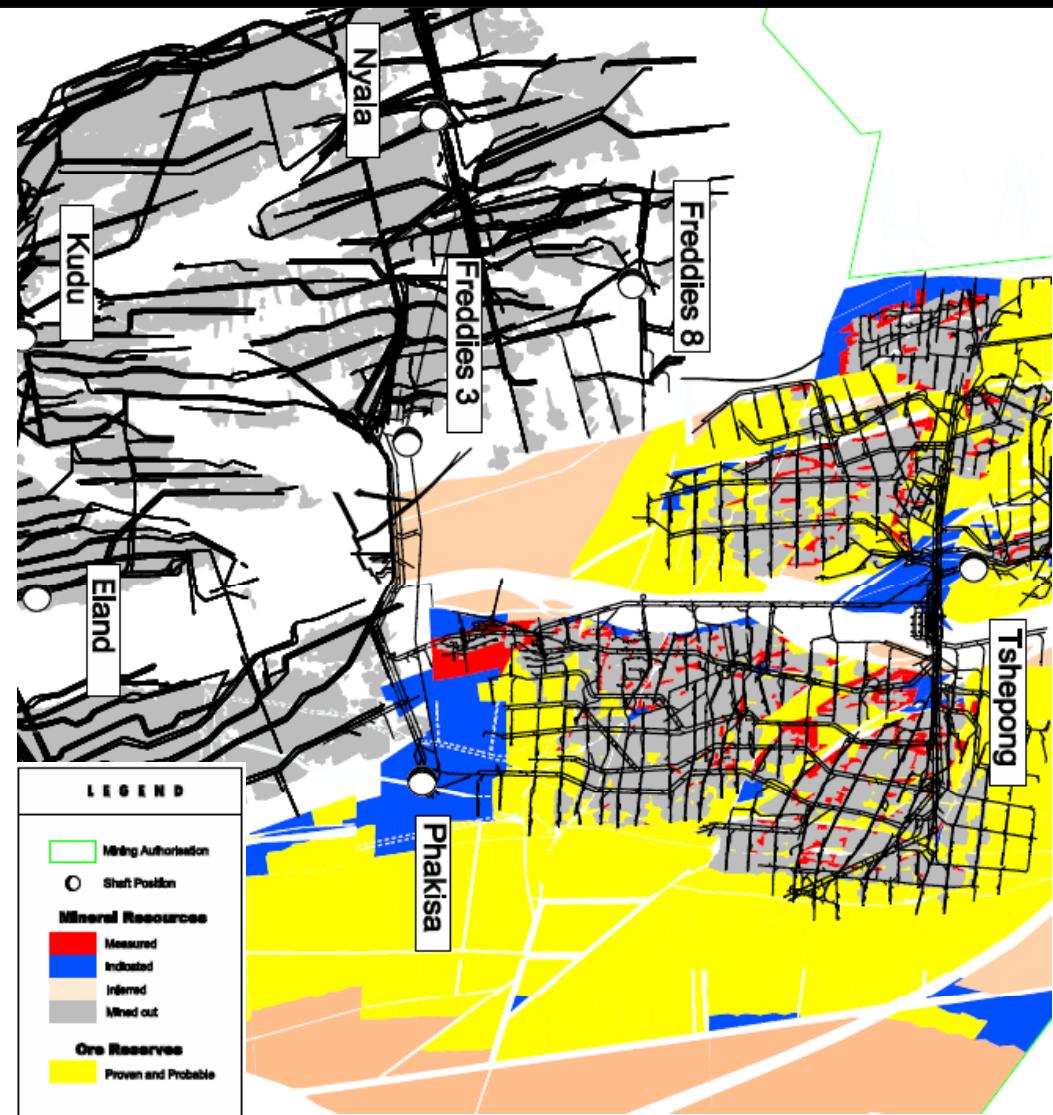 Nyala
Freddies 8
Kudu
Freddies 3
Eland
Tshepong
Phakisa
LEGEND
Mining Authorisation
Shaft Position
Mineral Resources
Measured
Indicated
Inferred
Mined out
Ore Reserves
Proven and Probable